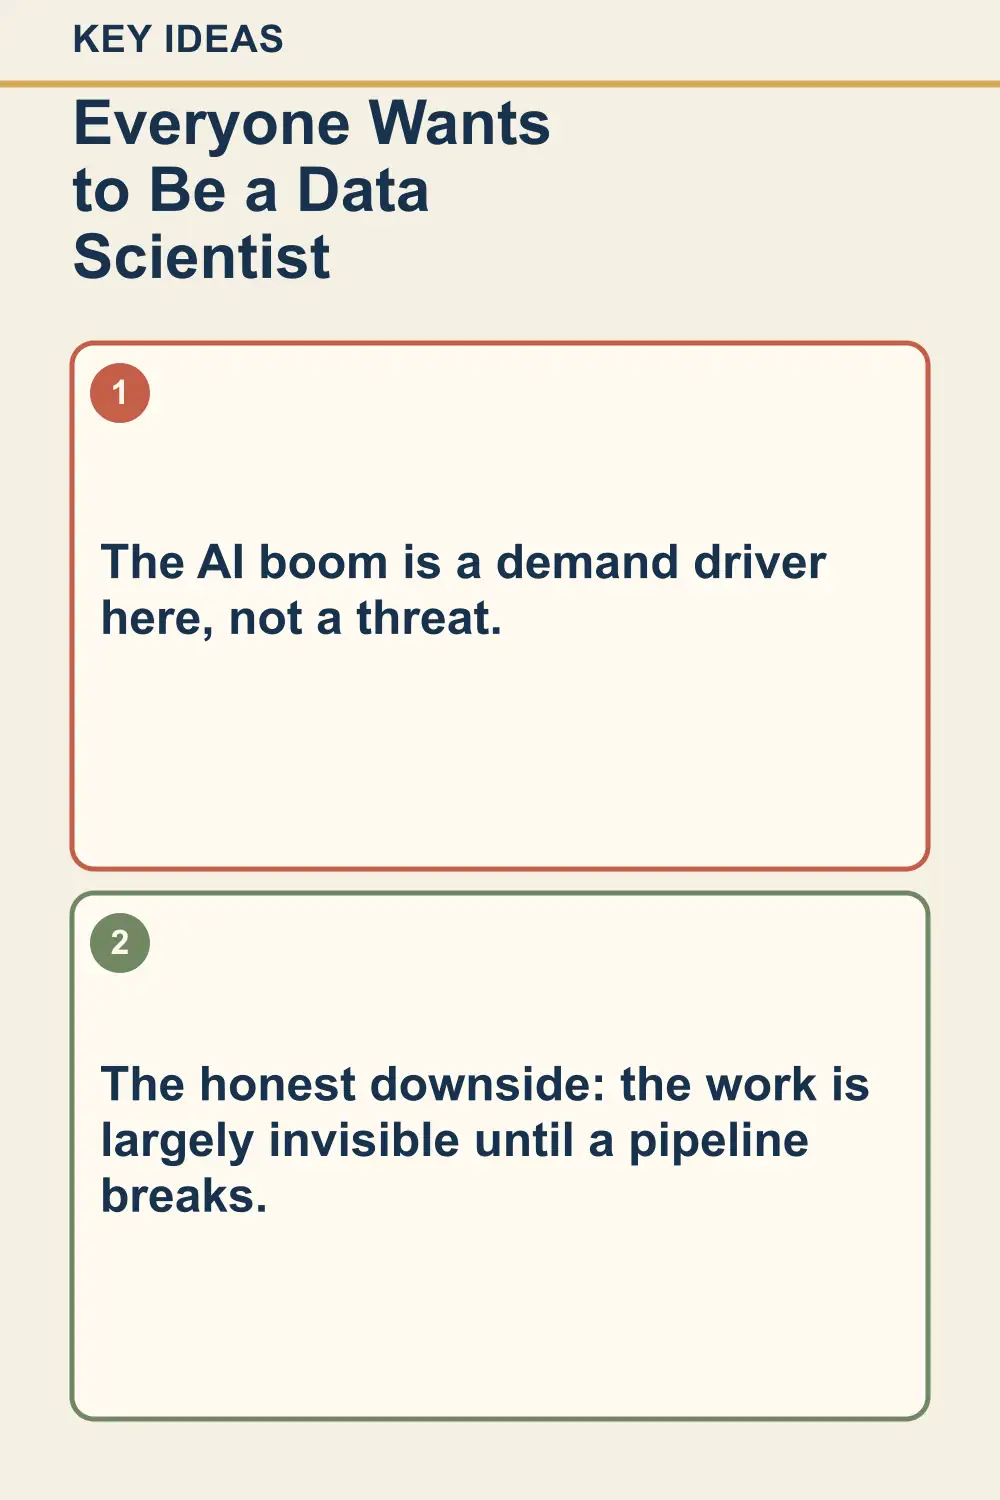 KEY IDEAS
Everyone Wants
to Be a Data
Scientist
1
The AI boom is a demand driver
here, not a threat.
2
The honest downside: the work is
largely invisible until a pipeline
breaks.